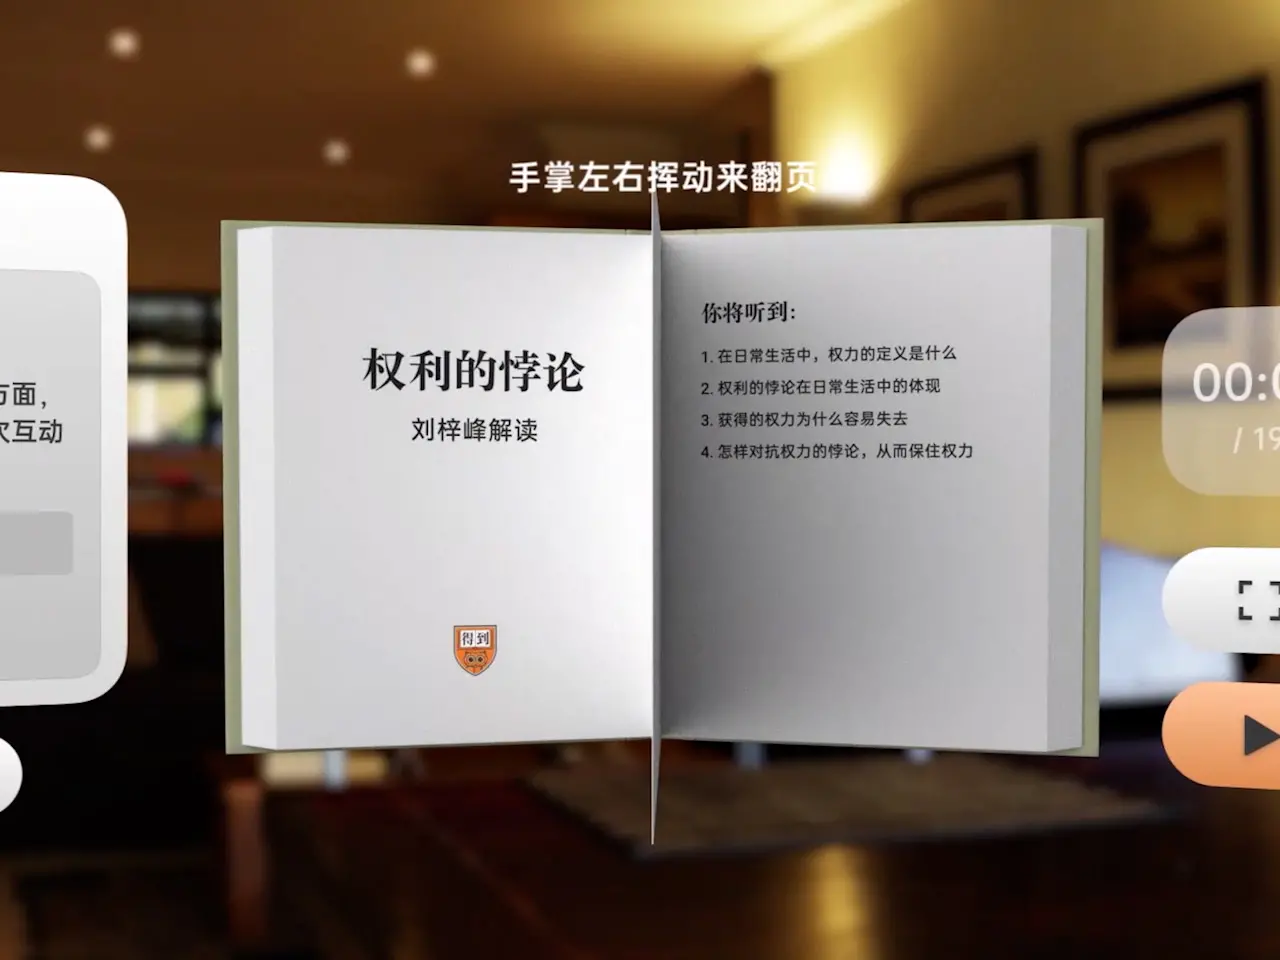 手掌左右挥动来翻页
方面，
次互动
权利的悖论
刘梓峰解读
得到
你将听到：
1. 在日常生活中，权力的定义是什么
2. 权利的悖论在日常生活中的体现
3. 获得的权力为什么容易失去
4. 怎样对抗权力的悖论，从而保住权力
00:0
/ 19